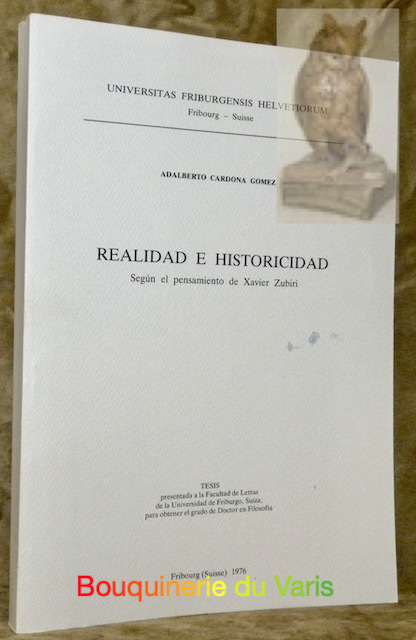 UNIVERSITAS FRIBURGENSIS HELVETIORUM
Fribourg – Suisse
ADALBERTO CARDONA GOMEZ
REALIDAD E HISTORICIDAD
Según el pensamiento de Xavier Zubiri
TESIS
presentada a la Facultad de Letras
de la Universidad de Friburgo, Suiza,
para obtener el grado de Doctor en Filosofía
Fribourg (Suisse) 1976
Bouquinerie du Varis